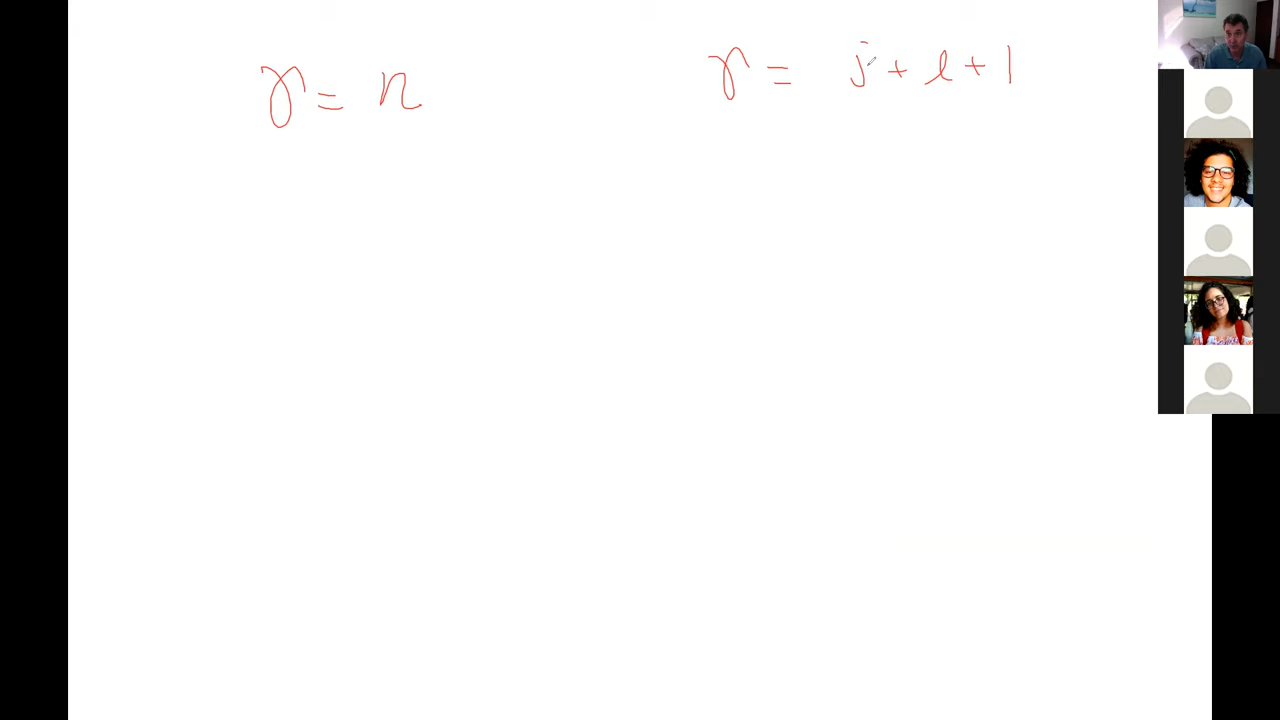 γ = n
γ = j + l + 1